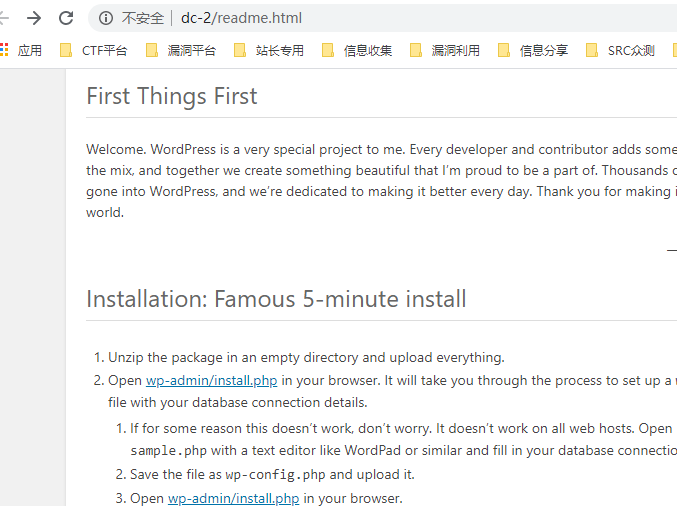 不安全 | dc-2/readme.html
应用 CTF平台 漏洞平台 站长专用 信息收集 漏洞利用 信息分享 SRC众测
First Things First
Welcome. WordPress is a very special project to me. Every developer and contributor adds some
the mix, and together we create something beautiful that I’m proud to be a part of. Thousands
gone into WordPress, and we’re dedicated to making it better every day. Thank you for making
world.
—
Installation: Famous 5-minute install
1. Unzip the package in an empty directory and upload everything.
2. Open wp-admin/install.php in your browser. It will take you through the process to set up a
file with your database connection details.
1. If for some reason this doesn’t work, don’t worry. It doesn’t work on all web hosts. Open
sample.php with a text editor like WordPad or similar and fill in your database connectio
2. Save the file as wp-config.php and upload it.
3. Open wp-admin/install.php in your browser.